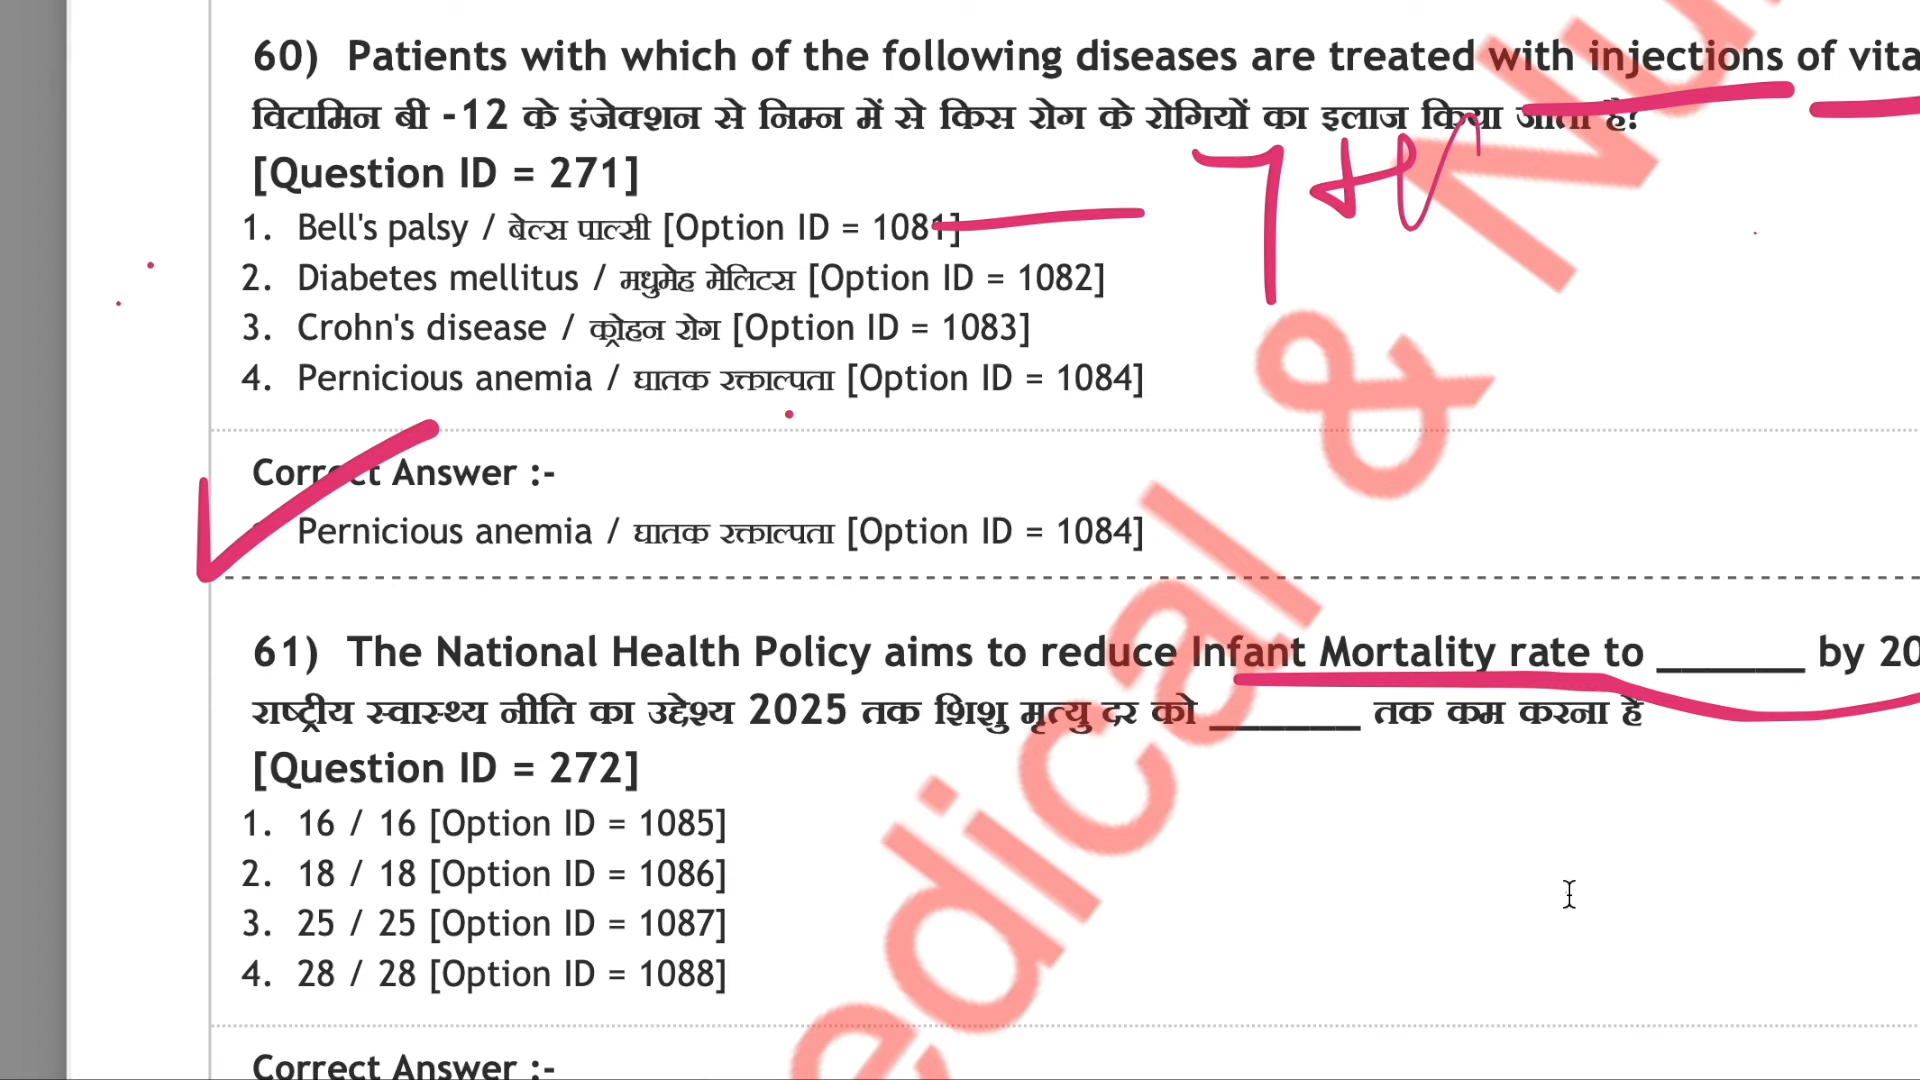 60) Patients with which of the following diseases are treated with injections of vita
विटामिन बी -12 के इंजेक्शन से निम्न में से किस रोग के रोगियों का इलाज किया जाता है?
[Question ID = 271]
1. Bell's palsy / बेल्स पाल्सी [Option ID = 1081]
2. Diabetes mellitus / मधुमेह मेलिटस [Option ID = 1082]
3. Crohn's disease / क्रोहन रोग [Option ID = 1083]
4. Pernicious anemia / घातक रक्ताल्पता [Option ID = 1084]
Correct Answer :-
Pernicious anemia / घातक रक्ताल्पता [Option ID = 1084]
61) The National Health Policy aims to reduce Infant Mortality rate to ______ by 20
राष्ट्रीय स्वास्थ्य नीति का उद्देश्य 2025 तक शिशु मृत्यु दर को ______ तक कम करना है
[Question ID = 272]
1. 16 / 16 [Option ID = 1085]
2. 18 / 18 [Option ID = 1086]
3. 25 / 25 [Option ID = 1087]
4. 28 / 28 [Option ID = 1088]
Correct Answer :-
edical & Nu